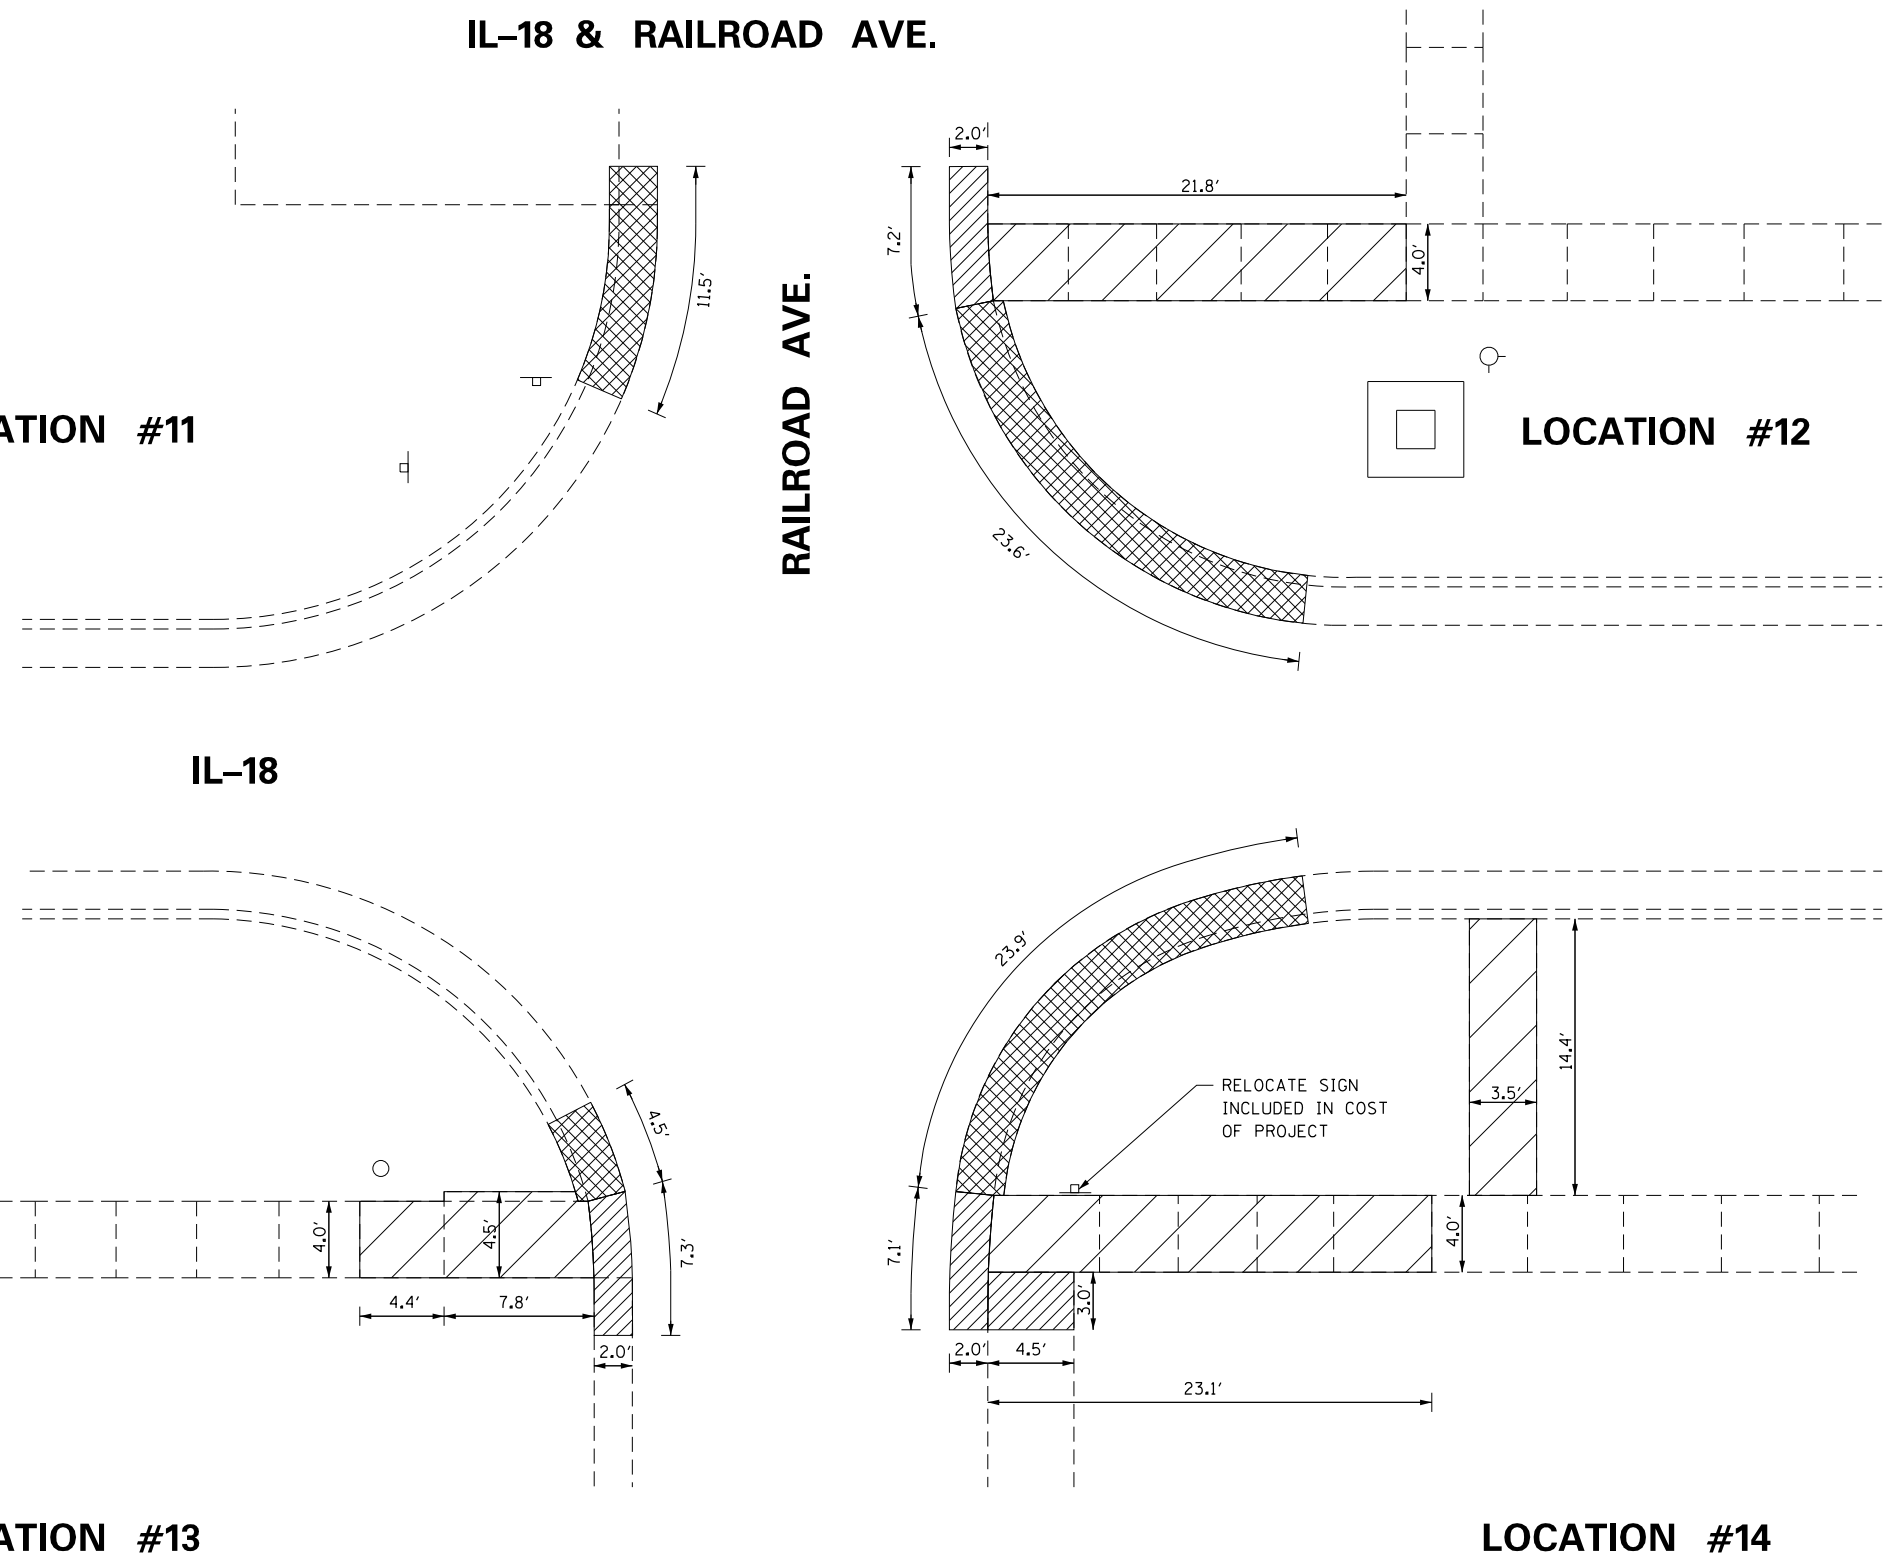 IL–18 & RAILROAD AVE.
2.0′
21.8′
7.2′
4.0′
11.5′
RAILROAD AVE.
ATION #11
LOCATION #12
23.6′
IL–18
23.9′
14.4′
3.5′
RELOCATE SIGN
INCLUDED IN COST
OF PROJECT
4.5′
4.0′
4.5′
7.3′
7.1′
4.0′
4.4′
7.8′
3.0′
2.0′
2.0′
4.5′
23.1′
ATION #13
LOCATION #14